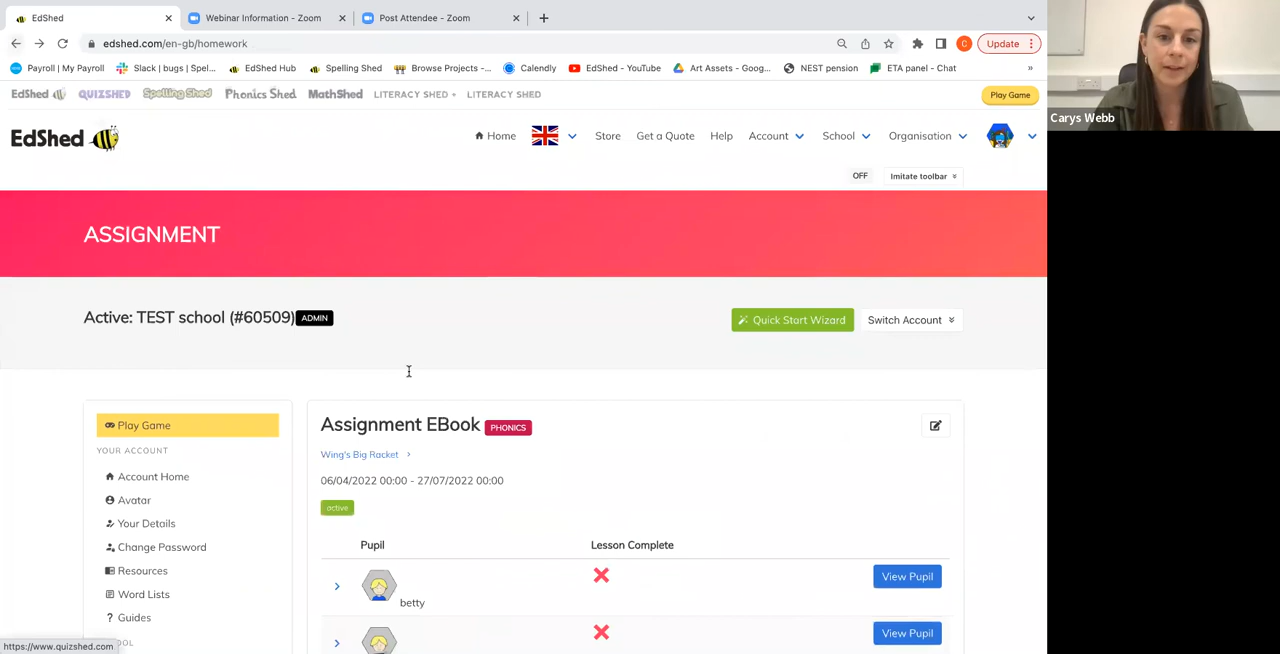 EdShed
Webinar Information - Zoom
Post Attendee - Zoom
edshed.com/en-gb/homework
Update
Payroll | My Payroll
Slack | bugs | Spel...
EdShed Hub
Spelling Shed
Browse Projects-...
Calendly
EdShed - YouTube
Art Assets - Goog...
NEST pension
ETA panel - Chat
EdShed
QUIZSHED
Spelling Shed
Phonics Shed
MathShed
LITERACY SHED +
LITERACY SHED
Play Game
EdShed
Home
Store
Get a Quote
Help
Account
School
Organisation
OFF
Imitate toolbar
ASSIGNMENT
Active: TEST school (#60509) ADMIN
Quick Start Wizard
Switch Account
Play Game
YOUR ACCOUNT
Account Home
Avatar
Your Details
Change Password
Resources
Word Lists
Guides
OOL
Assignment EBook PHONICS
Wing's Big Racket
06/04/2022 00:00 - 27/07/2022 00:00
active
Pupil
Lesson Complete
betty
View Pupil
View Pupil
https://www.quizshed.com
Carys Webb